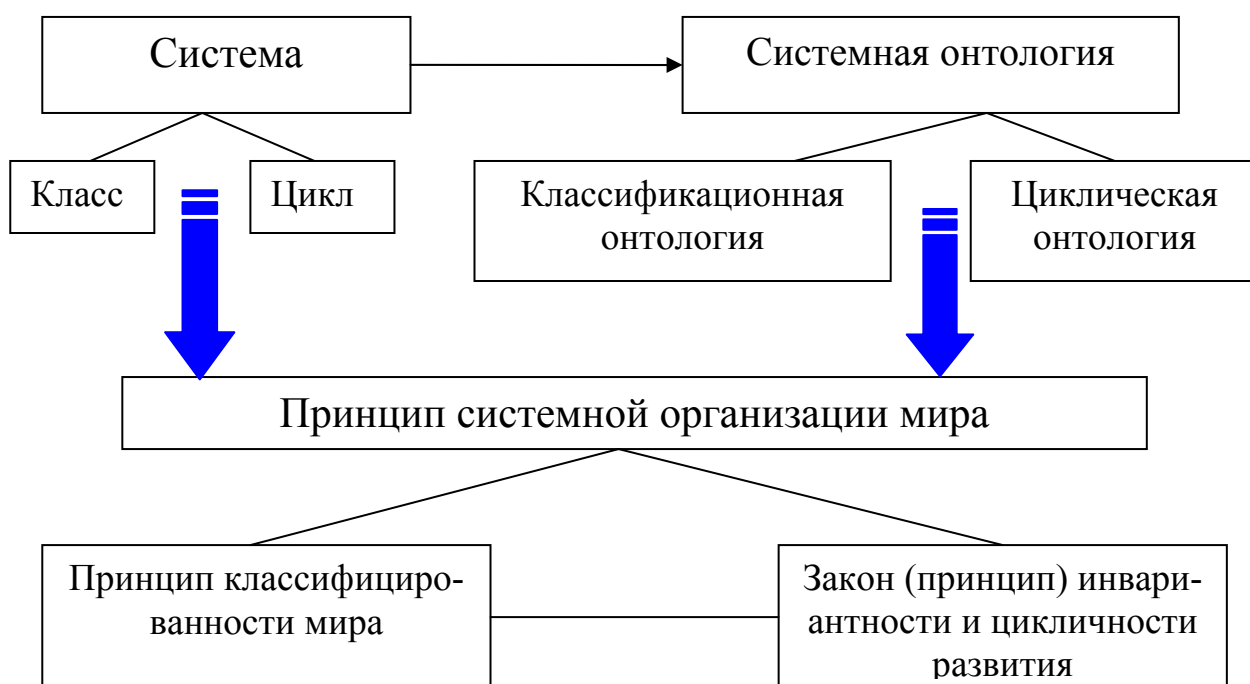 Система
Системная онтология
Класс
Цикл
Классификационная
онтология
Циклическая
онтология
Принцип системной организации мира
Принцип классифициро-
ванности мира
Закон (принцип) инвари-
антности и цикличности
развития